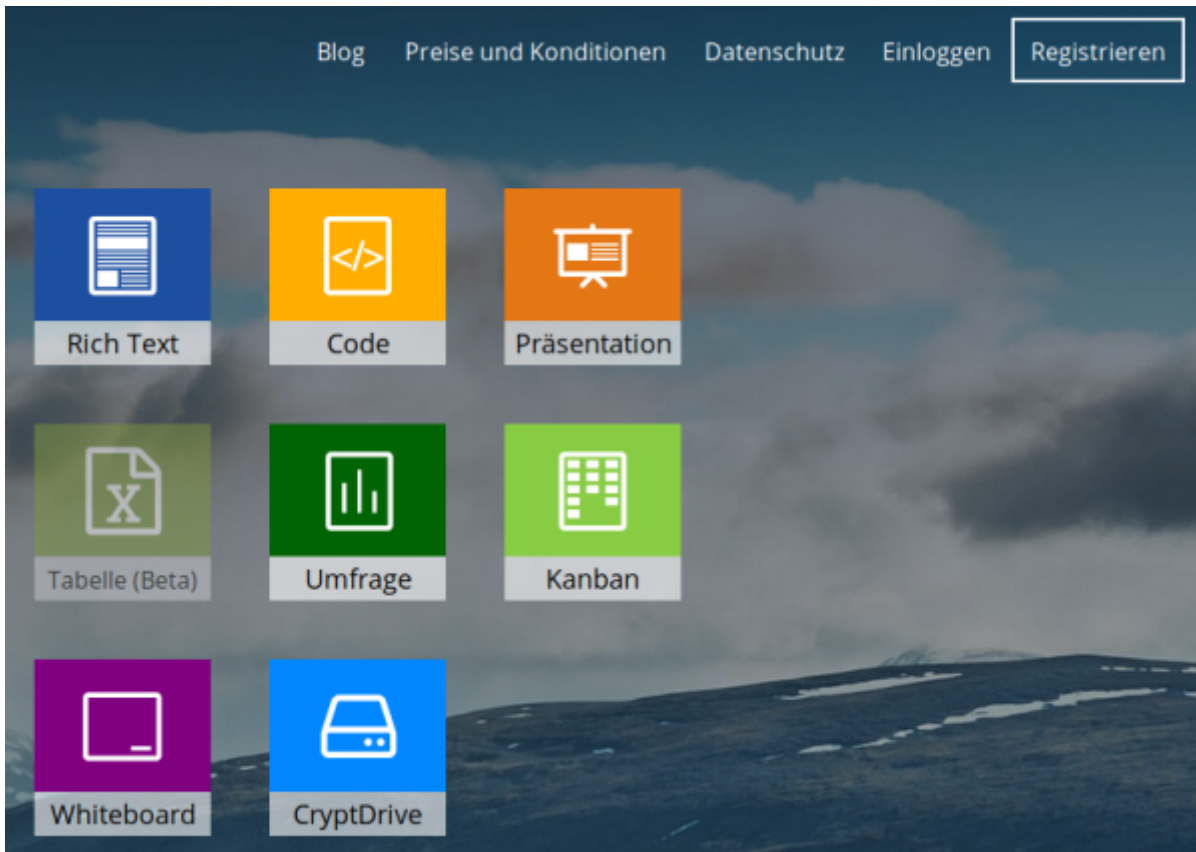 Blog Preise und Konditionen Datenschutz Einloggen Registrieren
</>
Rich Text Code Präsentation
X
Tabelle (Beta) Umfrage Kanban
Whiteboard CryptDrive